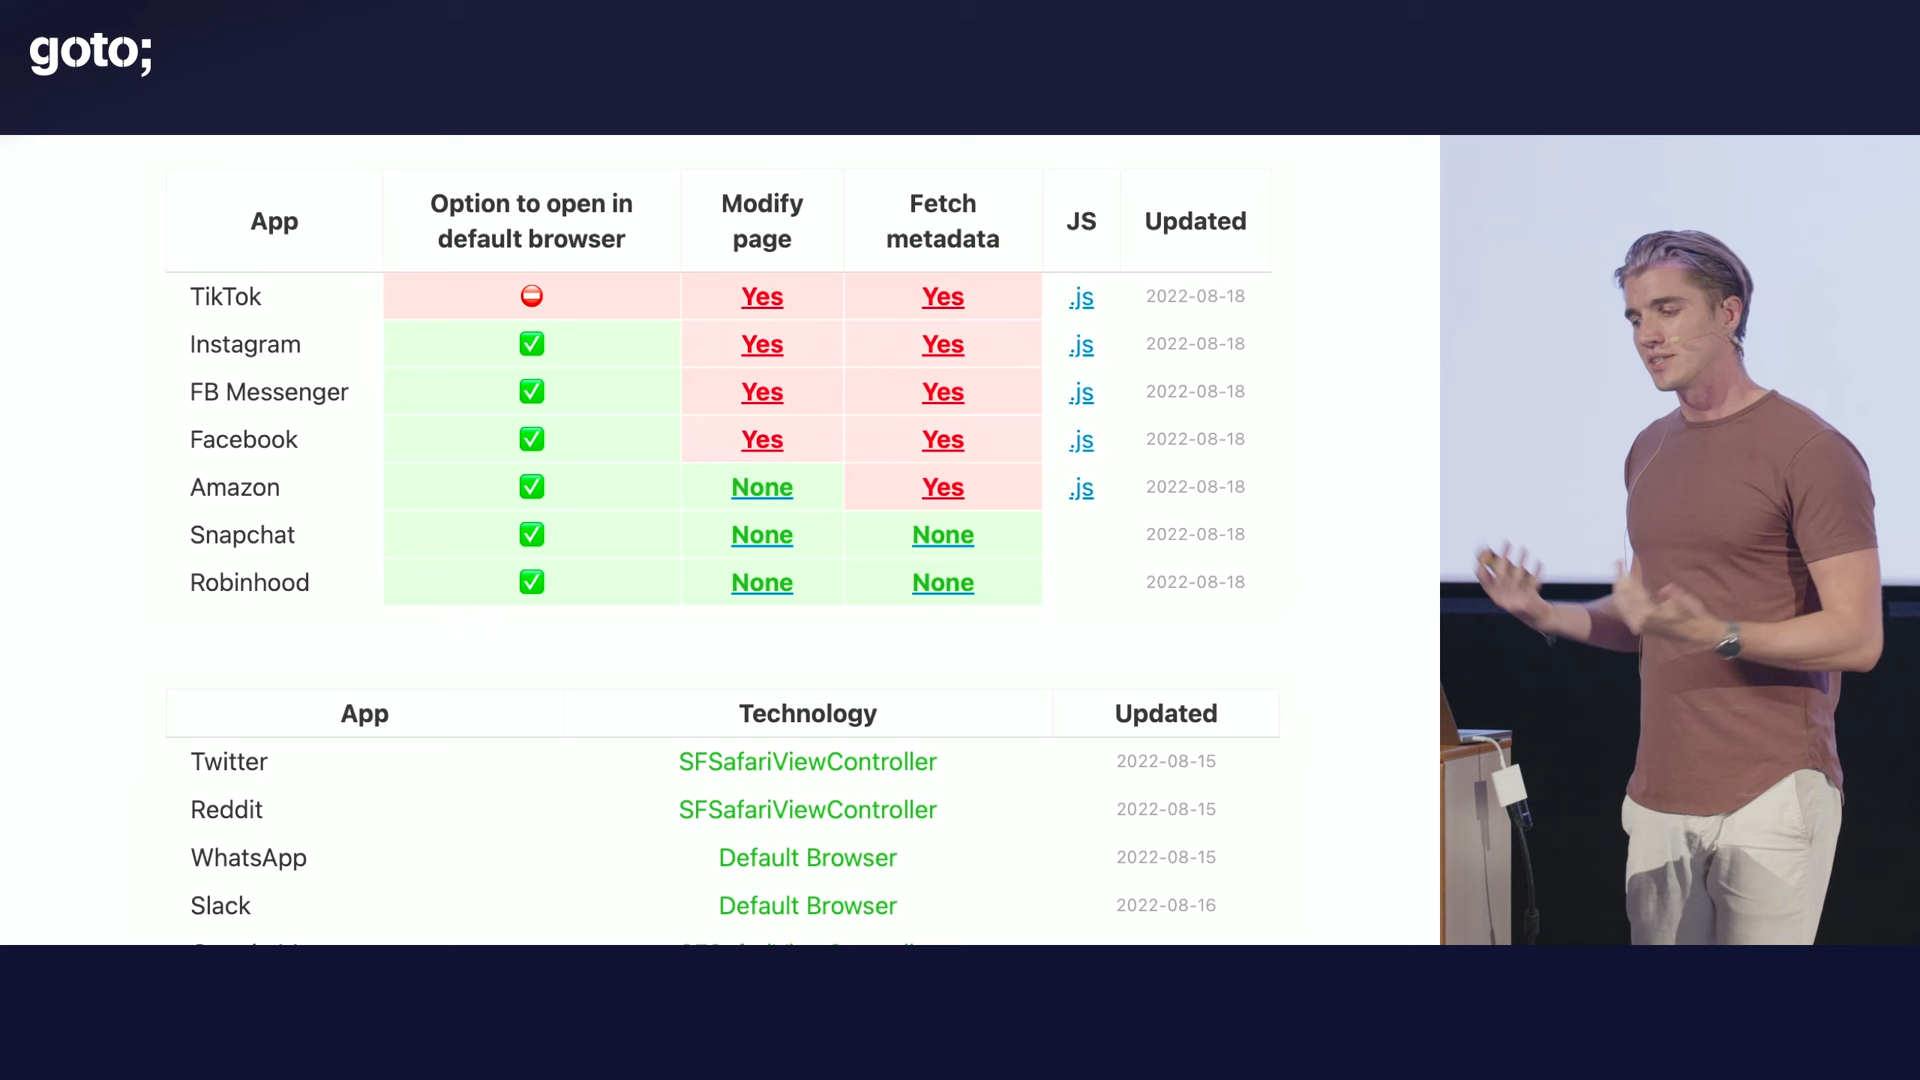 goto;
App Option to open in default browser Modify page Fetch metadata JS Updated
TikTok Yes Yes .js 2022-08-18
Instagram Yes Yes .js 2022-08-18
FB Messenger Yes Yes .js 2022-08-18
Facebook Yes Yes .js 2022-08-18
Amazon None Yes .js 2022-08-18
Snapchat None None 2022-08-18
Robinhood None None 2022-08-18
App Technology Updated
Twitter SFSafariViewController 2022-08-15
Reddit SFSafariViewController 2022-08-15
WhatsApp Default Browser 2022-08-15
Slack Default Browser 2022-08-16